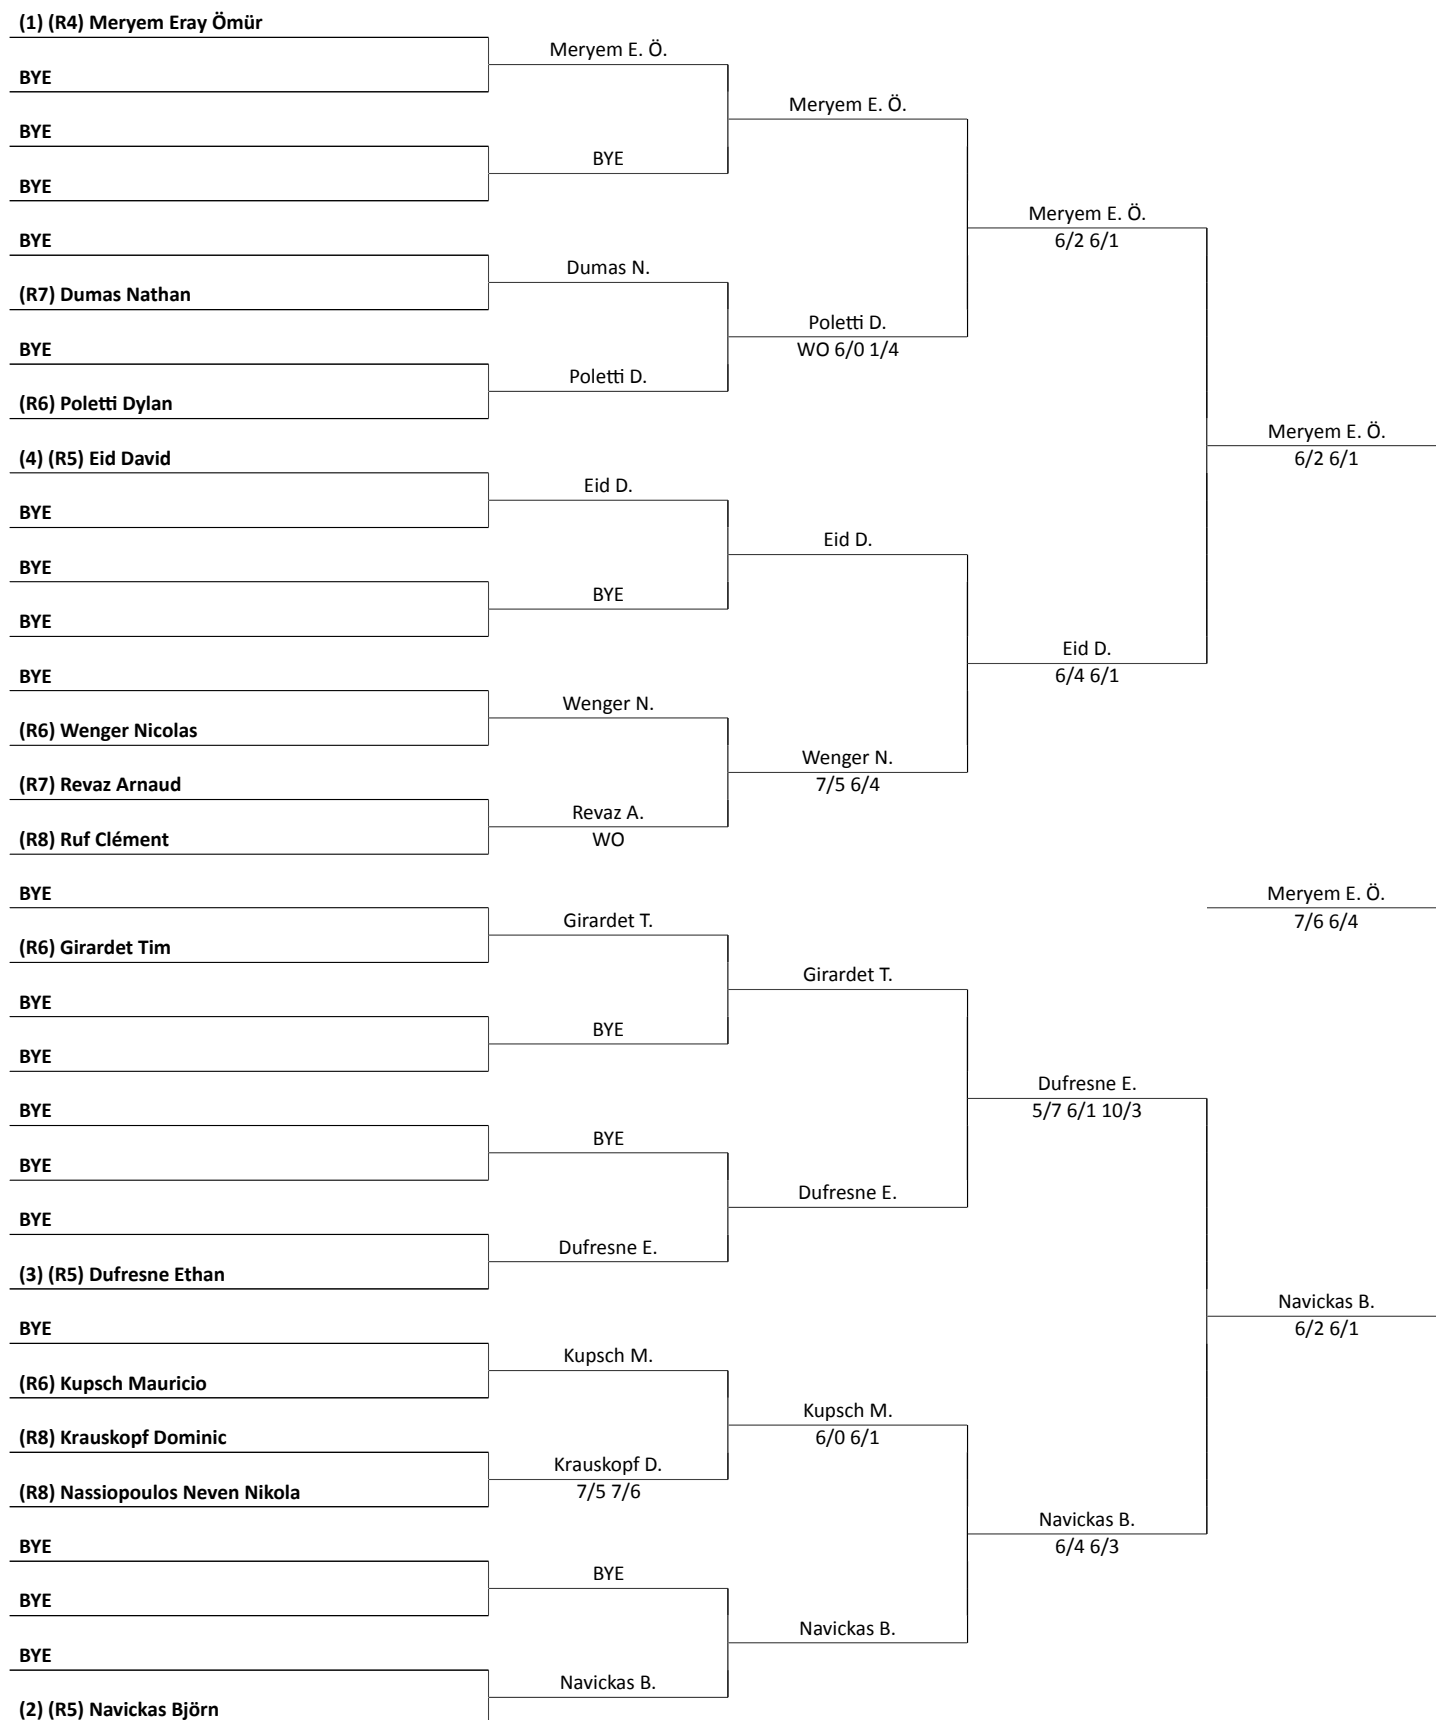 (1) (R4) Meryem Eray Ömür
BYE
BYE
BYE
BYE
(R7) Dumas Nathan
BYE
(R6) Poletti Dylan
(4) (R5) Eid David
BYE
BYE
BYE
BYE
(R6) Wenger Nicolas
(R7) Revaz Arnaud
(R8) Ruf Clément
BYE
(R6) Girardet Tim
BYE
BYE
BYE
BYE
BYE
(3) (R5) Dufresne Ethan
BYE
(R6) Kupsch Mauricio
(R8) Krauskopf Dominic
(R8) Nassiopoulos Neven Nikola
BYE
BYE
BYE
(2) (R5) Navickas Björn
Meryem E. Ö.
BYE
Dumas N.
Poletti D.
Eid D.
BYE
Wenger N.
Revaz A.
WO
Girardet T.
BYE
BYE
Dufresne E.
Kupsch M.
Krauskopf D.
7/5 7/6
BYE
Navickas B.
Meryem E. Ö.
Poletti D.
WO 6/0 1/4
Eid D.
Wenger N.
7/5 6/4
Girardet T.
Dufresne E.
Kupsch M.
6/0 6/1
Navickas B.
Meryem E. Ö.
6/2 6/1
Eid D.
6/4 6/1
Dufresne E.
5/7 6/1 10/3
Navickas B.
6/4 6/3
Meryem E. Ö.
6/2 6/1
Meryem E. Ö.
7/6 6/4
Navickas B.
6/2 6/1